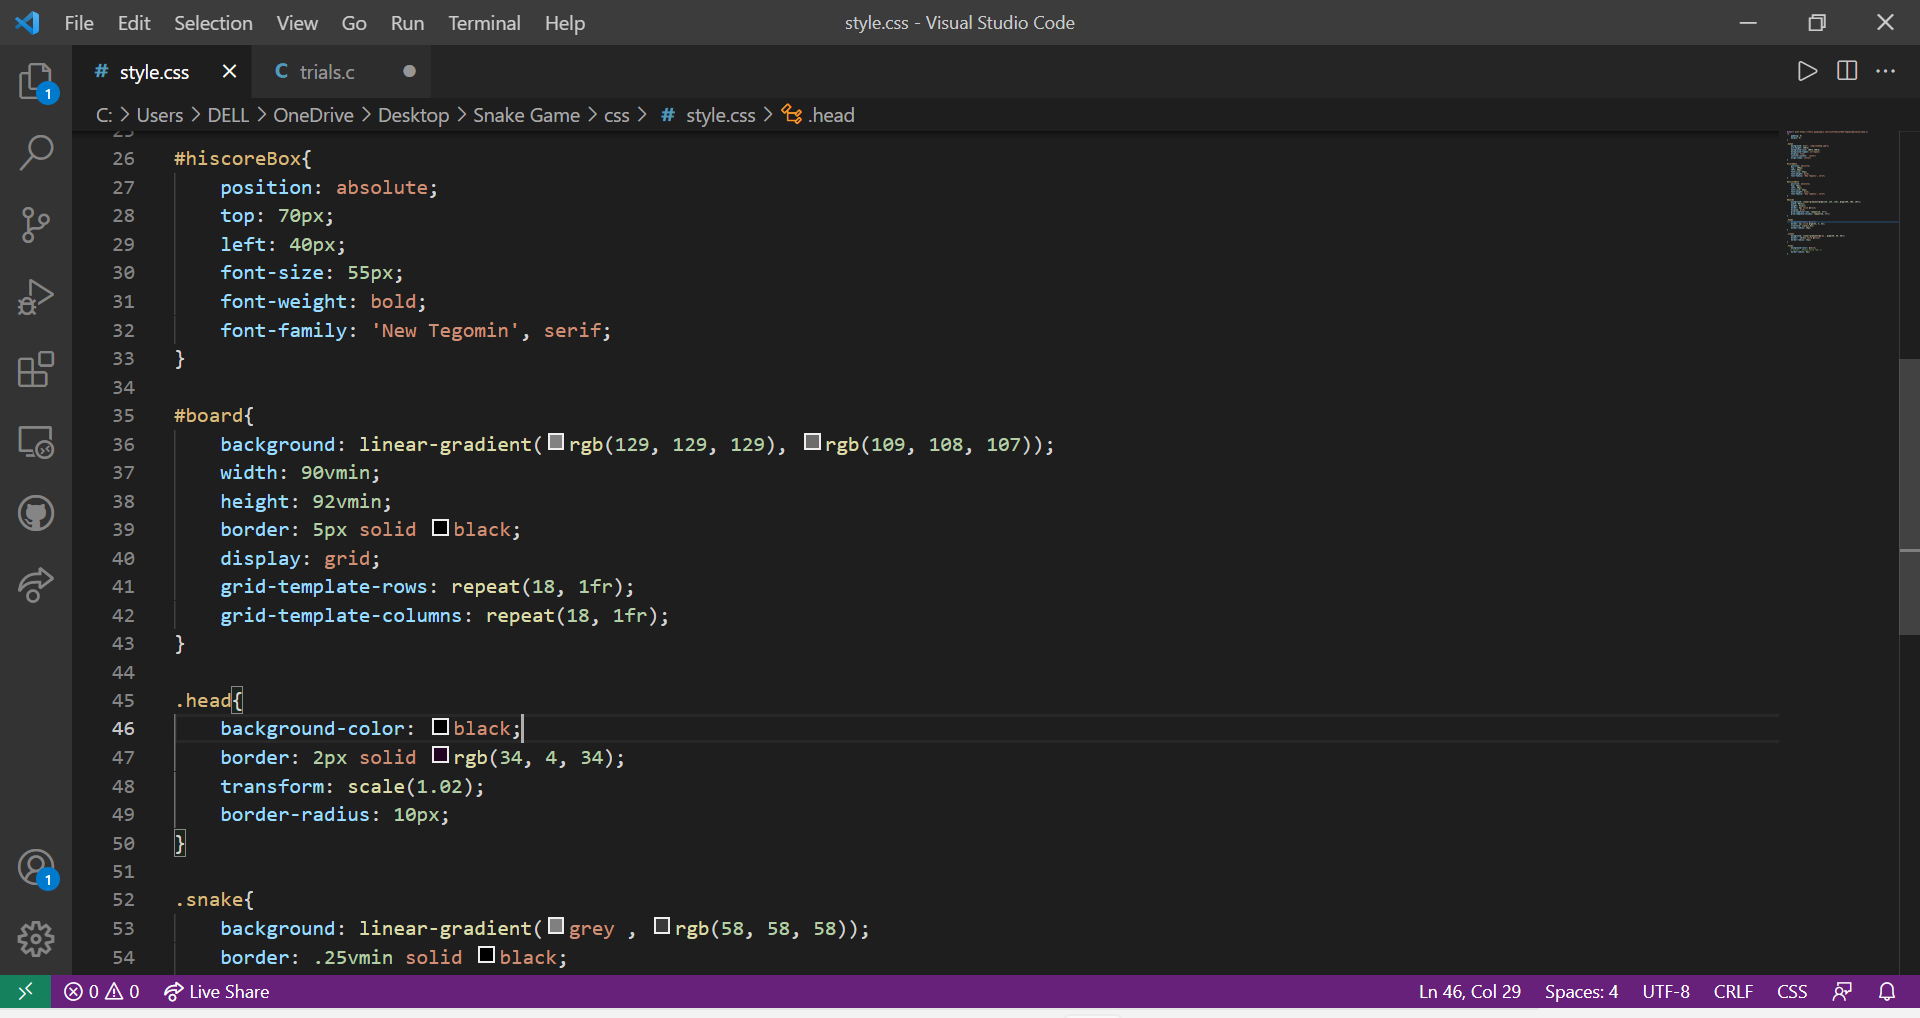 File Edit Selection View Go Run Terminal Help style.css - Visual Studio Code
# style.css C trials.c
C: > Users > DELL > OneDrive > Desktop > Snake Game > css > # style.css > .head
1
25
26 #hiscoreBox{
27 position: absolute;
28 top: 70px;
29 left: 40px;
30 font-size: 55px;
31 font-weight: bold;
32 font-family: 'New Tegomin', serif;
33 }
34
35 #board{
36 background: linear-gradient(rgb(129, 129, 129), rgb(109, 108, 107));
37 width: 90vmin;
38 height: 92vmin;
39 border: 5px solid black;
40 display: grid;
41 grid-template-rows: repeat(18, 1fr);
42 grid-template-columns: repeat(18, 1fr);
43 }
44
45 .head{
46 background-color: black;
47 border: 2px solid rgb(34, 4, 34);
48 transform: scale(1.02);
49 border-radius: 10px;
50 }
51
1
52 .snake{
53 background: linear-gradient(grey , rgb(58, 58, 58));
54 border: .25vmin solid black;
0 0 Live Share Ln 46, Col 29 Spaces: 4 UTF-8 CRLF CSS